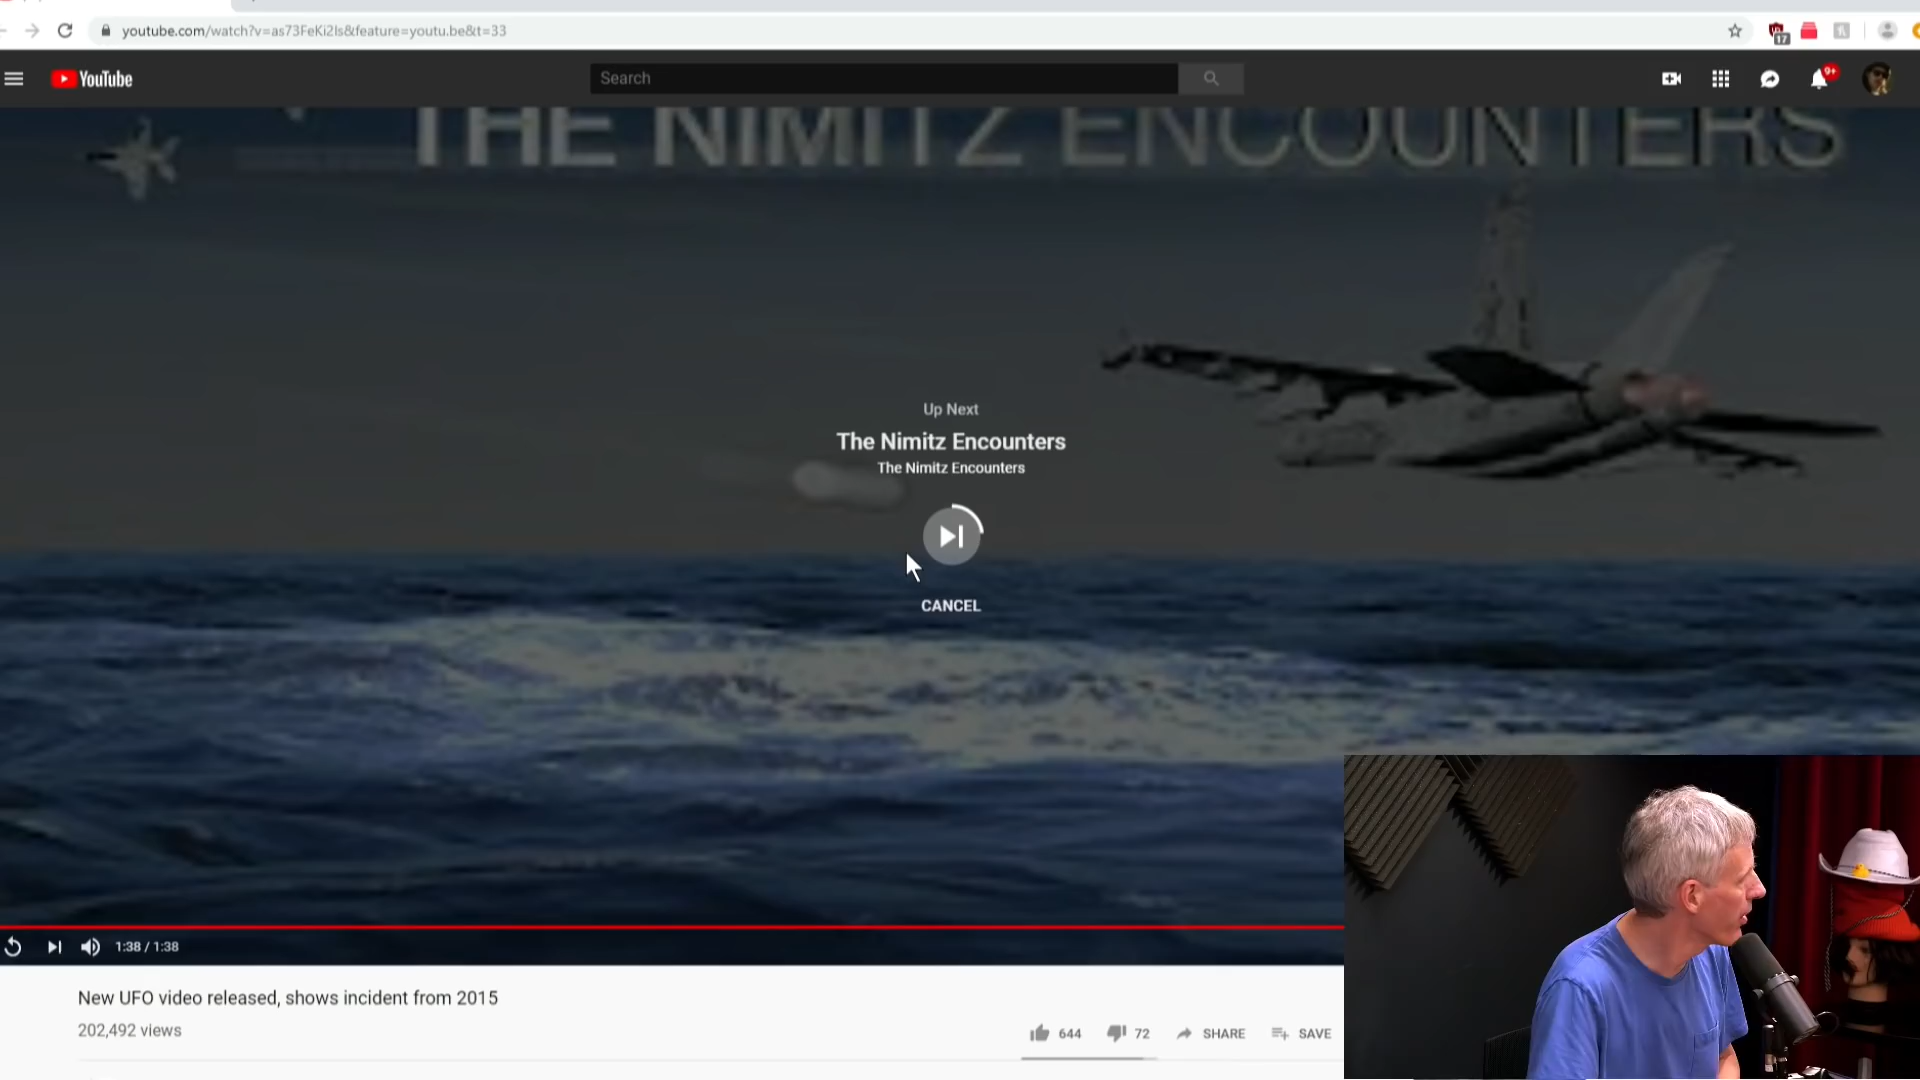 youtube.com/watch?v=as73FeKi2ls&feature=youtu.be&t=33
17
YouTube
Search
9+
THE NIMITZ ENCOUNTERS
Up Next
The Nimitz Encounters
The Nimitz Encounters
CANCEL
1:38 / 1:38
New UFO video released, shows incident from 2015
202,492 views
644
72
SHARE
SAVE